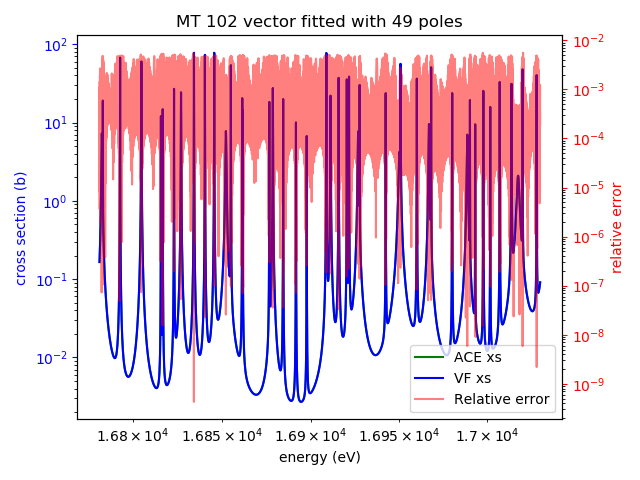 MT 102 vector fitted with 49 poles
10²
10¹
10⁰
10⁻¹
10⁻²
cross section (b)
10⁻²
10⁻³
10⁻⁴
10⁻⁵
10⁻⁶
10⁻⁷
10⁻⁸
10⁻⁹
relative error
ACE xs
VF xs
Relative error
1.68 × 10⁴ 1.685 × 10⁴ 1.69 × 10⁴ 1.695 × 10⁴ 1.7 × 10⁴
energy (eV)